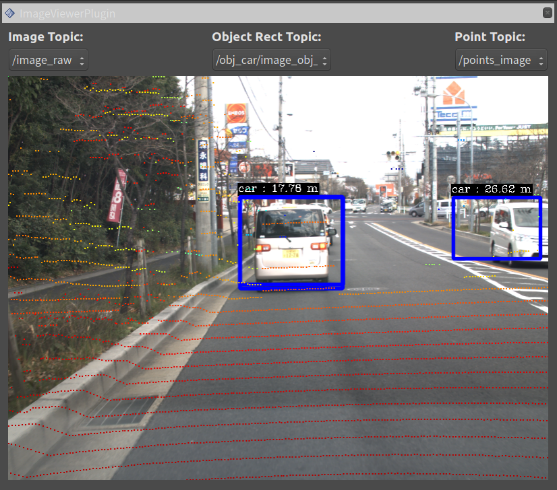 ImageViewerPlugin
Image Topic:
Object Rect Topic:
Point Topic:
/image_raw
/obj_car/image_obj_
/points_image
car : 17.78 m
car : 26.62 m